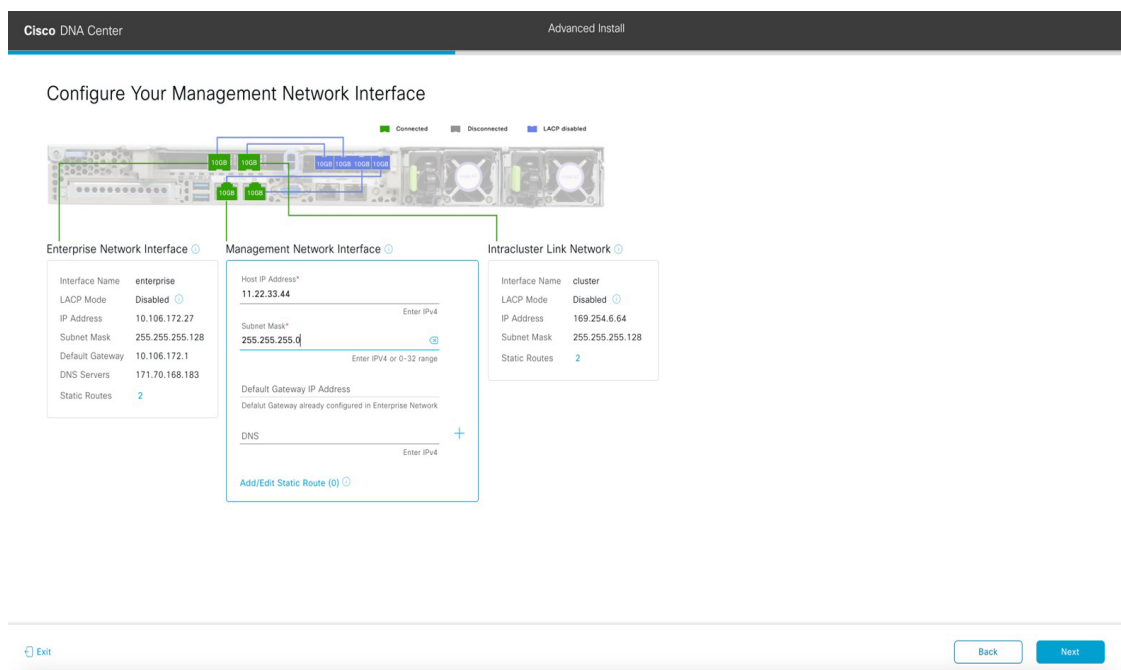 Cisco DNA Center
Advanced Install
Configure Your Management Network Interface
Connected Disconnected LACP disabled
10GB 10GB 10GB 10GB 10GB 10GB
10GB 10GB
Enterprise Network Interface
Interface Name enterprise
LACP Mode Disabled
IP Address 10.106.172.27
Subnet Mask 255.255.255.128
Default Gateway 10.106.172.1
DNS Servers 171.70.168.183
Static Routes 2
Management Network Interface
Host IP Address*
11.22.33.44
Enter IPv4
Subnet Mask*
255.255.255.0
Enter IPV4 or 0-32 range
Default Gateway IP Address
Defalut Gateway already configured in Enterprise Network
DNS
Enter IPv4
Add/Edit Static Route (0)
Intracluster Link Network
Interface Name cluster
LACP Mode Disabled
IP Address 169.254.6.64
Subnet Mask 255.255.255.128
Static Routes 2
Exit
Back
Next